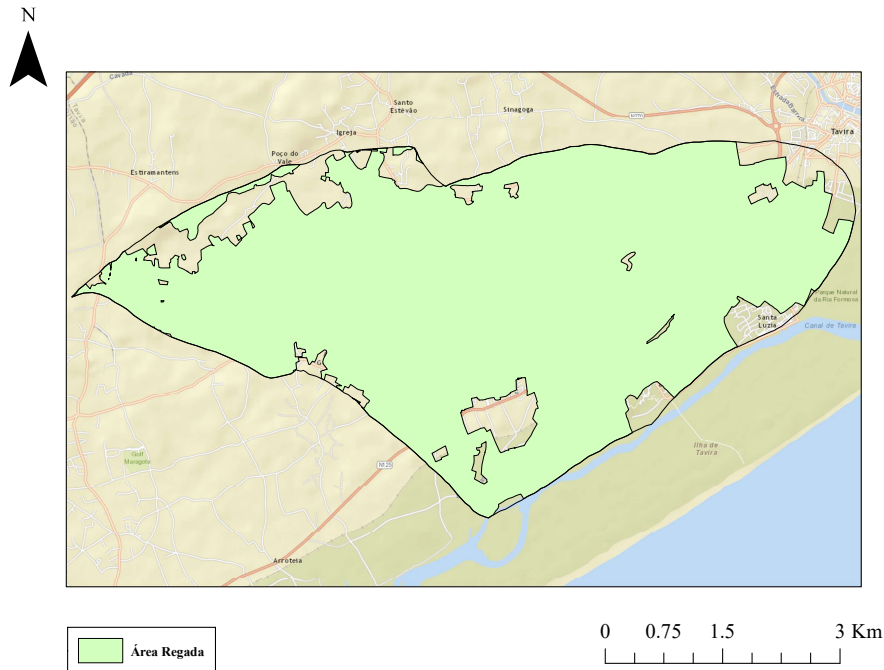 N
Cavalos
Santo
Estêvão
Sinagoga
Igreja
Tavira
Poço do
Vale
Estiramantens
Parque Natural
da Ria Formosa
Santa
Luzia
Canal de Tavira
Golf
Maragota
N125
Ilha de
Tavira
Arroteia
Área Regada
0 0.75 1.5 3 Km